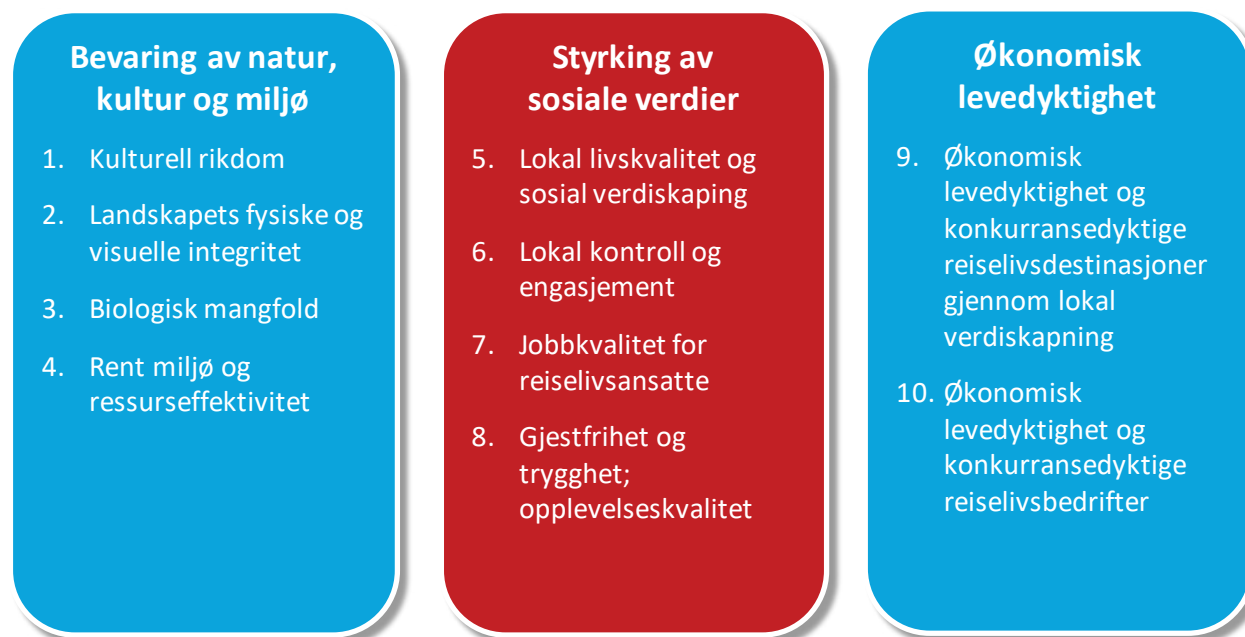 Bevaring av natur,
kultur og miljø
1. Kulturell rikdom
2. Landskapets fysiske og
visuelle integritet
3. Biologisk mangfold
4. Rent miljø og
ressurseffektivitet
Styrking av
sosiale verdier
5. Lokal livskvalitet og
sosial verdiskaping
6. Lokal kontroll og
engasjement
7. Jobbkvalitet for
reiselivsansatte
8. Gjestfrihet og
trygghet;
opplevelseskvalitet
Økonomisk
levedyktighet
9. Økonomisk
levedyktighet og
konkurransedyktige
reiselivsdestinasjoner
gjennom lokal
verdiskapning
10. Økonomisk
levedyktighet og
konkurransedyktige
reiselivsbedrifter